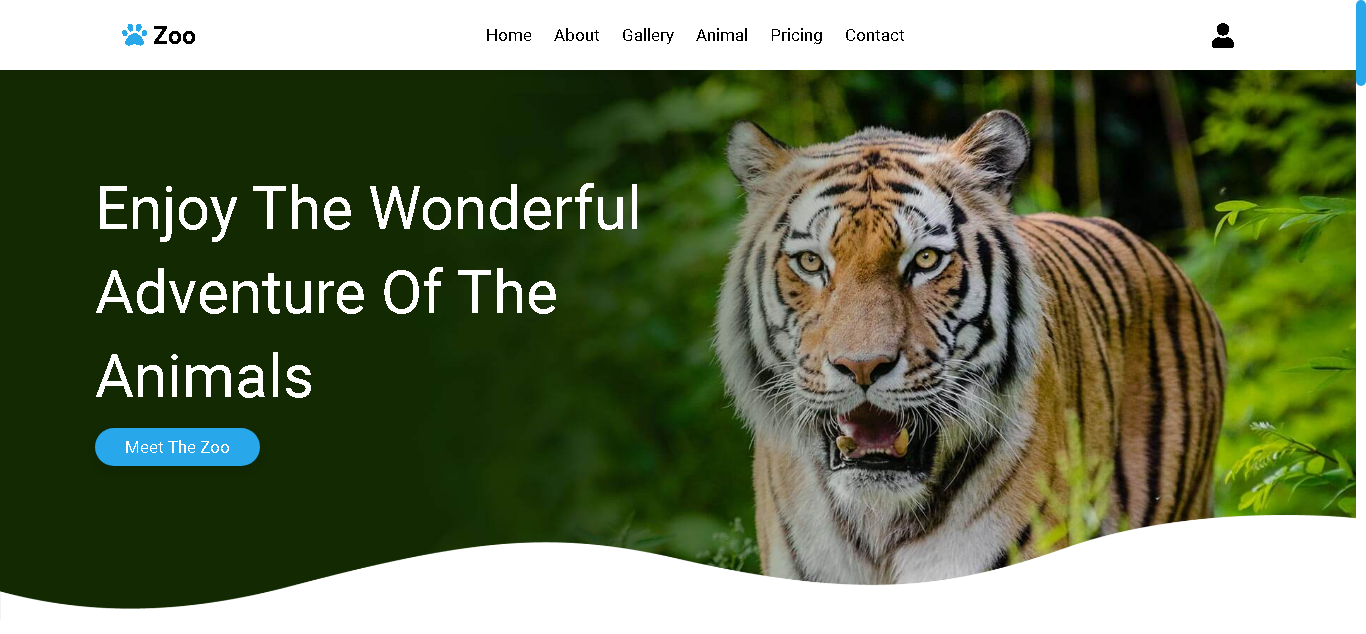 Zoo
Home About Gallery Animal Pricing Contact
Enjoy The Wonderful
Adventure Of The
Animals
Meet The Zoo